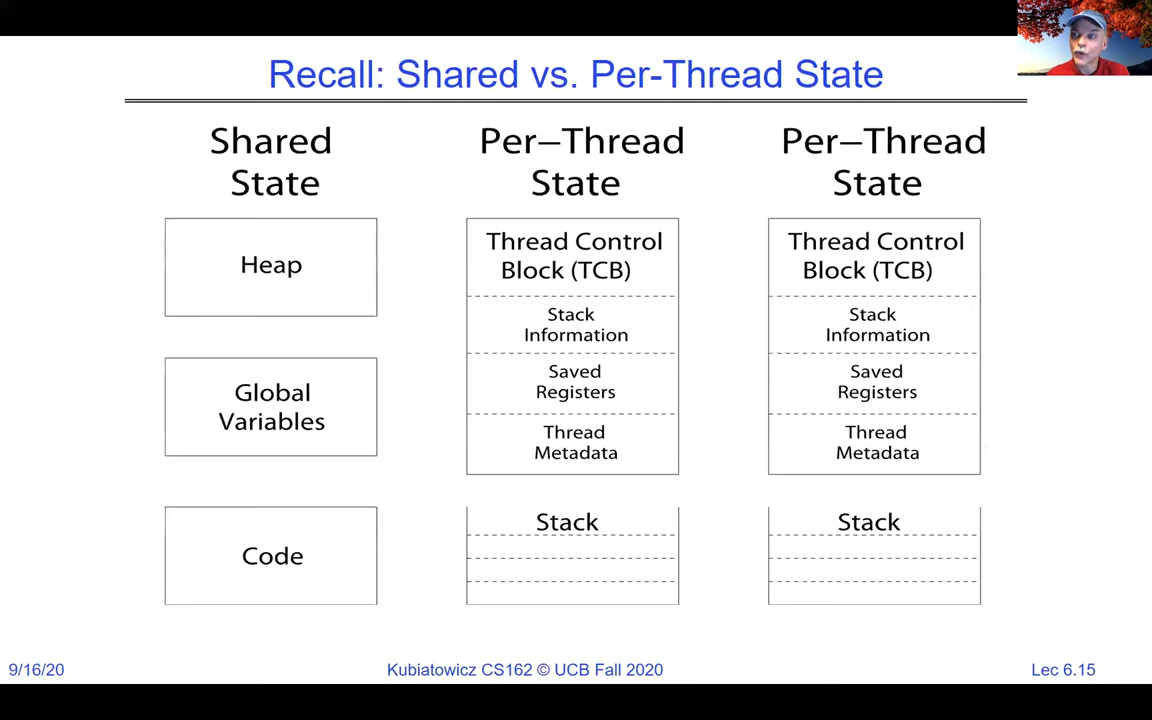 Recall: Shared vs. Per-Thread State
Shared
State
Heap
Global
Variables
Code
Per–Thread
State
Thread Control
Block (TCB)
Stack
Information
Saved
Registers
Thread
Metadata
Stack
Per–Thread
State
Thread Control
Block (TCB)
Stack
Information
Saved
Registers
Thread
Metadata
Stack
9/16/20
Kubiatowicz CS162 © UCB Fall 2020
Lec 6.15